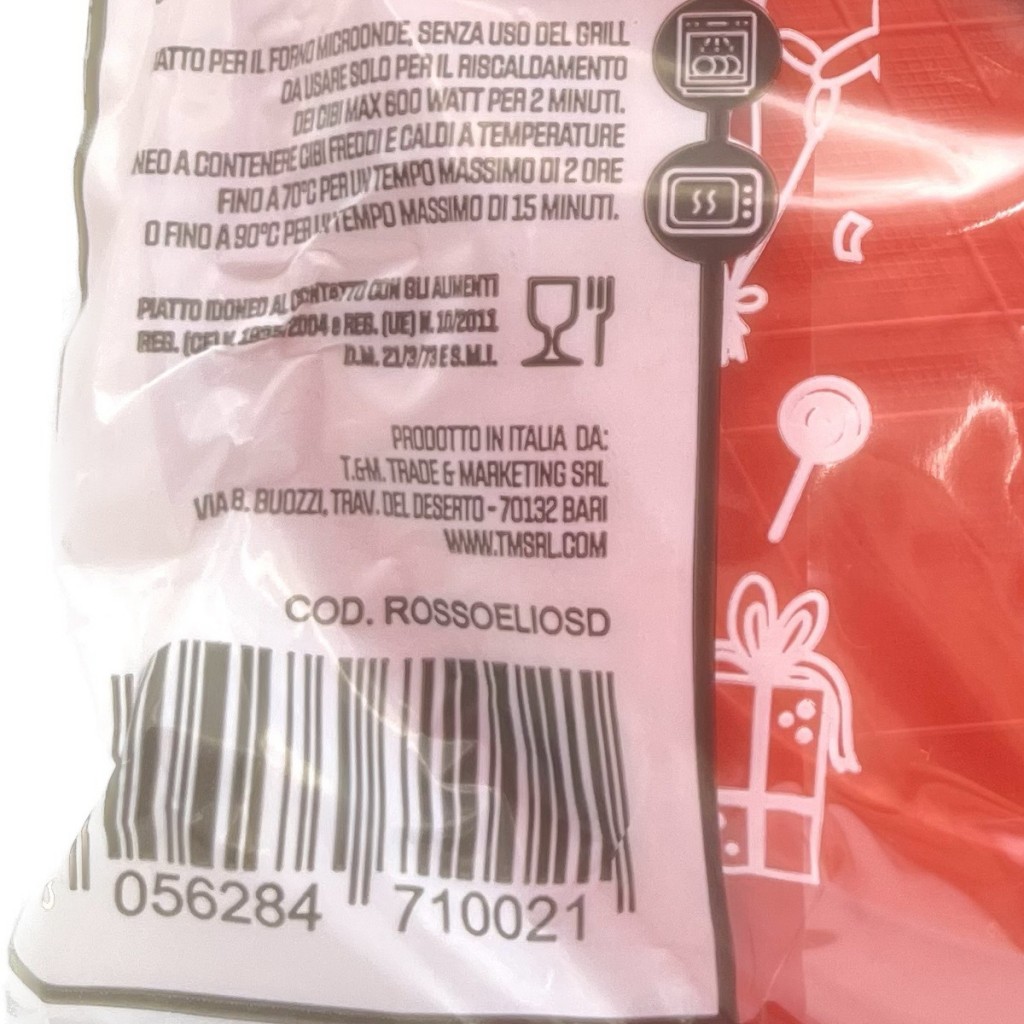 ATTO PER IL FORNO MICROONDE, SENZA USO DEL GRILL
DA USARE SOLO PER IL RISCALDAMENTO
DEI CIBI MAX 600 WATT PER 2 MINUTI.
NEO A CONTENERE CIBI FREDDI E CALDI A TEMPERATURE
FINO A 70°C PER UN TEMPO MASSIMO DI 2 ORE
O FINO A 90°C PER UN TEMPO MASSIMO DI 15 MINUTI.
PIATTO IDONEO AL CONTATTO CON GLI ALIMENTI
REG. (CE) N. 1935/2004 e REG. (UE) N. 10/2011
D.M. 21/3/73 E S.M.I.
PRODOTTO IN ITALIA DA:
T.&M. TRADE & MARKETING SRL
VIA B. BUOZZI, TRAV. DEL DESERTO - 70132 BARI
WWW.TMSRL.COM
COD. ROSSOELIOSD
056284 710021